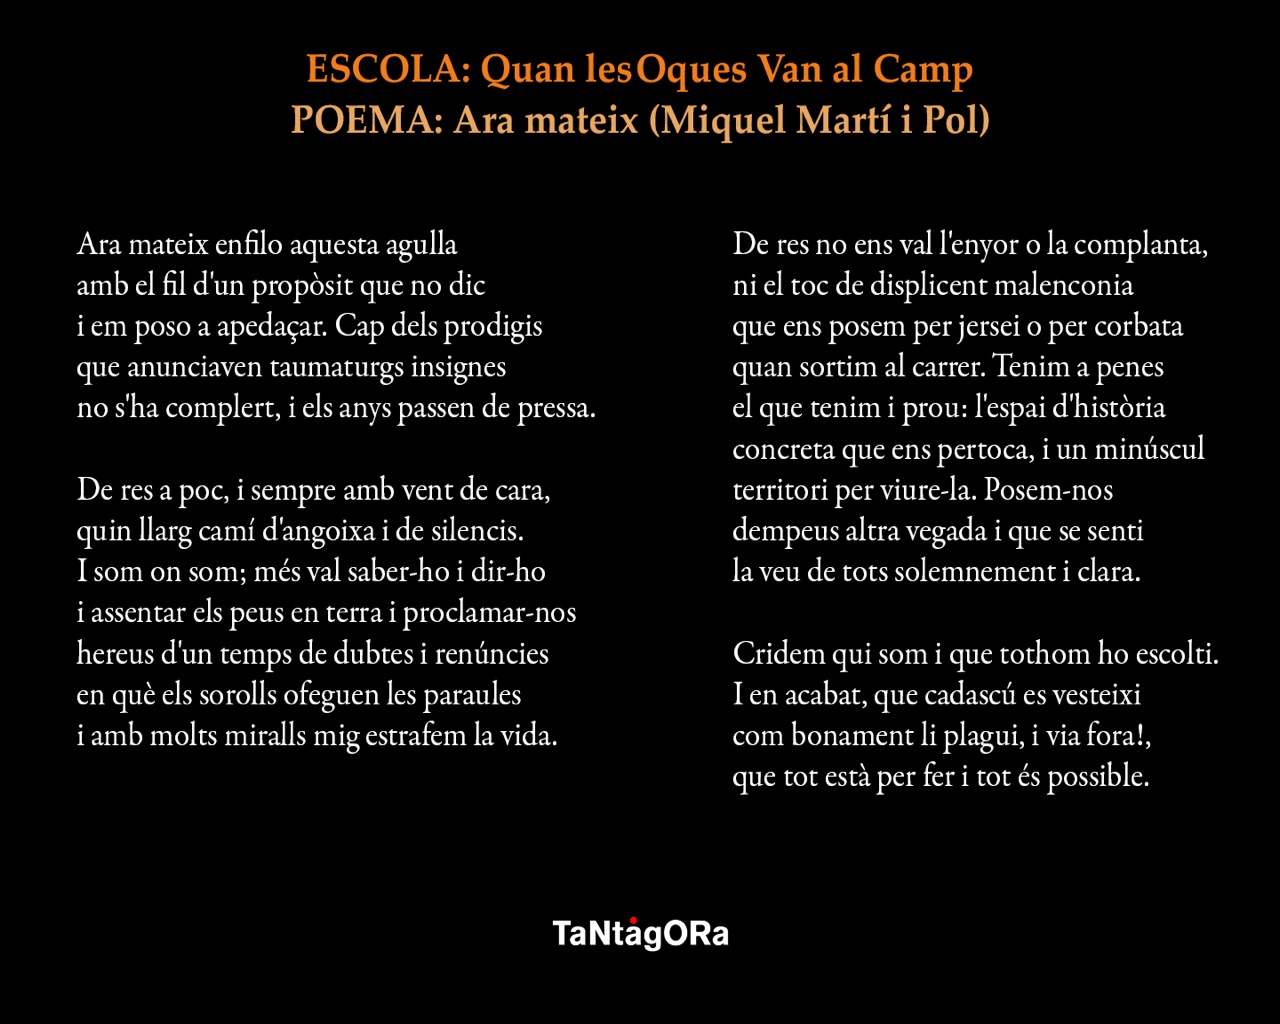 ESCOLA: Quan les Oques Van al Camp
POEMA: Ara mateix (Miquel Martí i Pol)
Ara mateix enfilo aquesta agulla
amb el fil d'un propòsit que no dic
i em poso a apedaçar. Cap dels prodigis
que anunciaven taumaturgs insignes
no s'ha complert, i els anys passen de pressa.
De res a poc, i sempre amb vent de cara,
quin llarg camí d'angoixa i de silencis.
I som on som; més val saber-ho i dir-ho
i assentar els peus en terra i proclamar-nos
hereus d'un temps de dubtes i renúncies
en què els sorolls ofeguen les paraules
i amb molts miralls mig estrafem la vida.
De res no ens val l'enyor o la complanta,
ni el toc de displicent malenconia
que ens posem per jersei o per corbata
quan sortim al carrer. Tenim a penes
el que tenim i prou: l'espai d'història
concreta que ens pertoca, i un minúscul
territori per viure-la. Posem-nos
dempeus altra vegada i que se senti
la veu de tots solemnement i clara.
Cridem qui som i que tothom ho escolti.
I en acabat, que cadascú es vesteixi
com bonament li plagui, i via fora!,
que tot està per fer i tot és possible.
TaNtàgORa